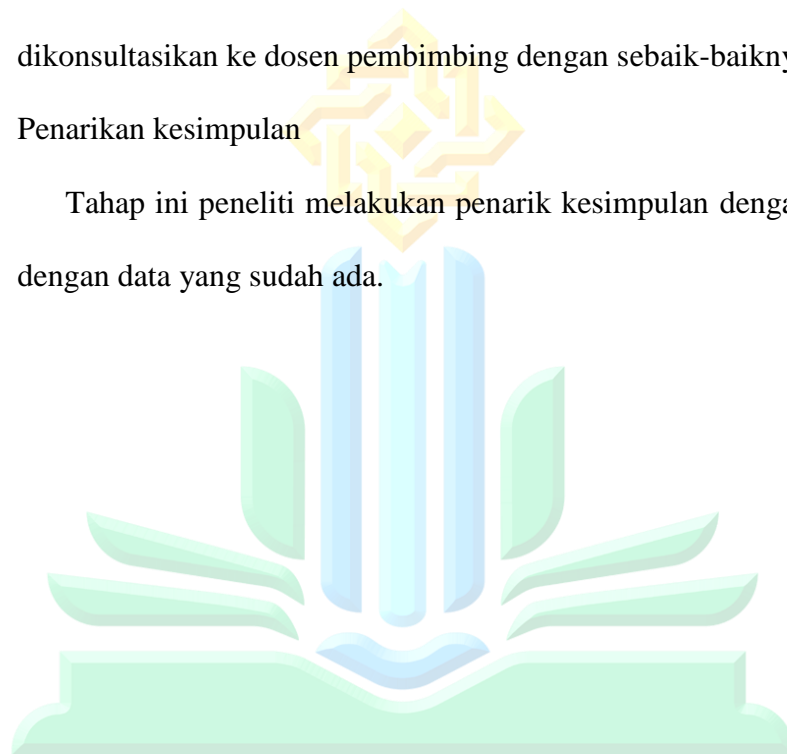 dikonsultasikan ke dosen pembimbing dengan sebaik-baikny
Penarikan kesimpulan
Tahap ini peneliti melakukan penarik kesimpulan denga
dengan data yang sudah ada.